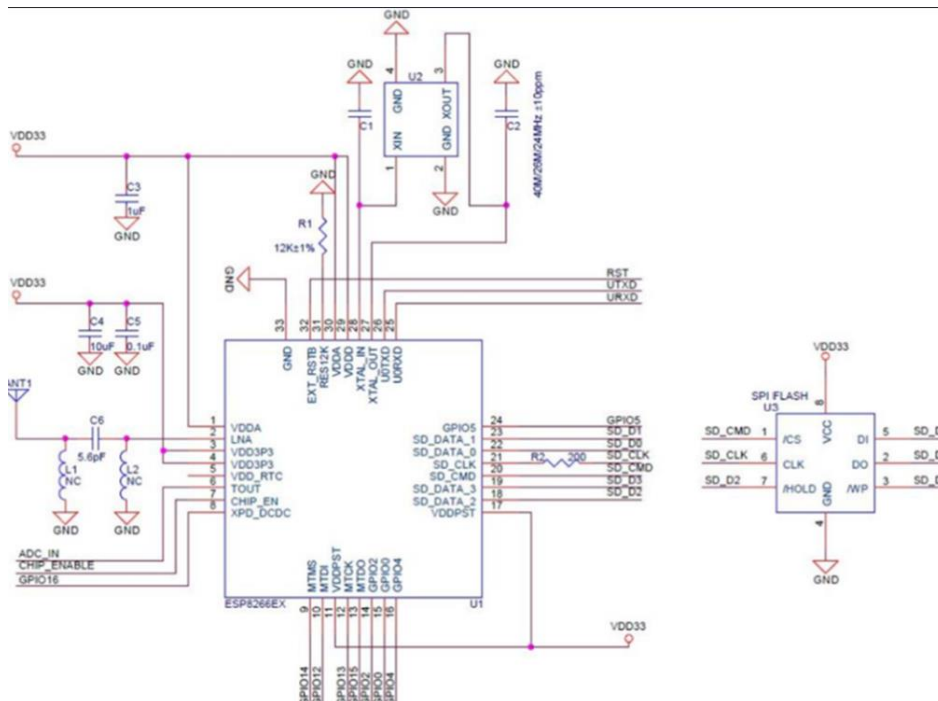 GND
GND
GND
4
3
U2
GND
XOUT
XIN
GND
C1
C2
1
2
GND
40M/26M/24MHz ±10ppm
VDD33
C3
1uF
GND
GND
R1
12K±1%
GND
RST
UTXD
URXD
VDD33
C4
10uF
GND
C5
0.1uF
GND
33
32
31
30
29
28
27
26
25
GND
EXT_RSTB
RES12K
VDDA
VDDD
XTAL_IN
XTAL_OUT
U0TXD
U0RXD
ANT1
C6
5.6pF
L1
NC
GND
L2
NC
GND
1 VDDA
2 LNA
3 VDD3P3
4 VDD3P3
5 VDD_RTC
6 TOUT
7 CHIP_EN
8 XPD_DCDC
ADC_IN
CHIP_ENABLE
GPIO16
GPIO5 24 GPIO5
SD_DATA_1 23 SD_D1
SD_DATA_0 22 SD_D0
SD_CLK 21 R2 200 SD_CLK
SD_CMD 20 SD_CMD
SD_DATA_3 19 SD_D3
SD_DATA_2 18 SD_D2
VDDPST 17
MTMS
MTDI
VDDPST
MTCK
MTDO
GPIO2
GPIO0
GPIO4
ESP8266EX
U1
9
10
11
12
13
14
15
16
GPIO14
GPIO12
GPIO13
GPIO15
GPIO2
GPIO0
GPIO4
VDD33
VDD33
SPI FLASH
U3
8
VCC
SD_CMD 1 /CS
SD_CLK 6 CLK
SD_D2 7 /HOLD
DI 5
DO 2
/WP 3
GND
4
GND